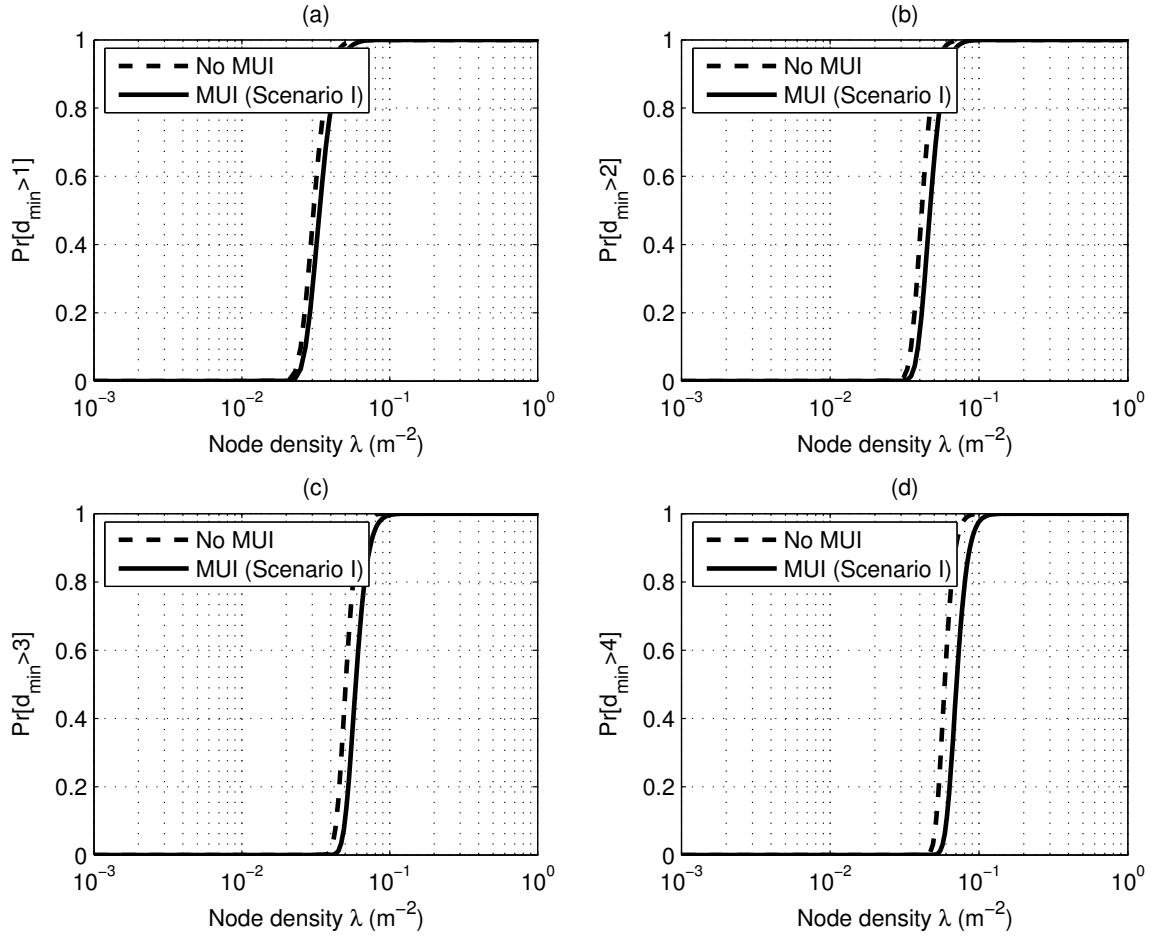 (a)
1
0.8
0.6
0.4
0.2
0
Pr[d_min>1]
No MUI
MUI (Scenario I)
10^-3
10^-2
10^-1
10^0
Node density λ (m^-2)
(b)
1
0.8
0.6
0.4
0.2
0
Pr[d_min>2]
No MUI
MUI (Scenario I)
10^-3
10^-2
10^-1
10^0
Node density λ (m^-2)
(c)
1
0.8
0.6
0.4
0.2
0
Pr[d_min>3]
No MUI
MUI (Scenario I)
10^-3
10^-2
10^-1
10^0
Node density λ (m^-2)
(d)
1
0.8
0.6
0.4
0.2
0
Pr[d_min>4]
No MUI
MUI (Scenario I)
10^-3
10^-2
10^-1
10^0
Node density λ (m^-2)